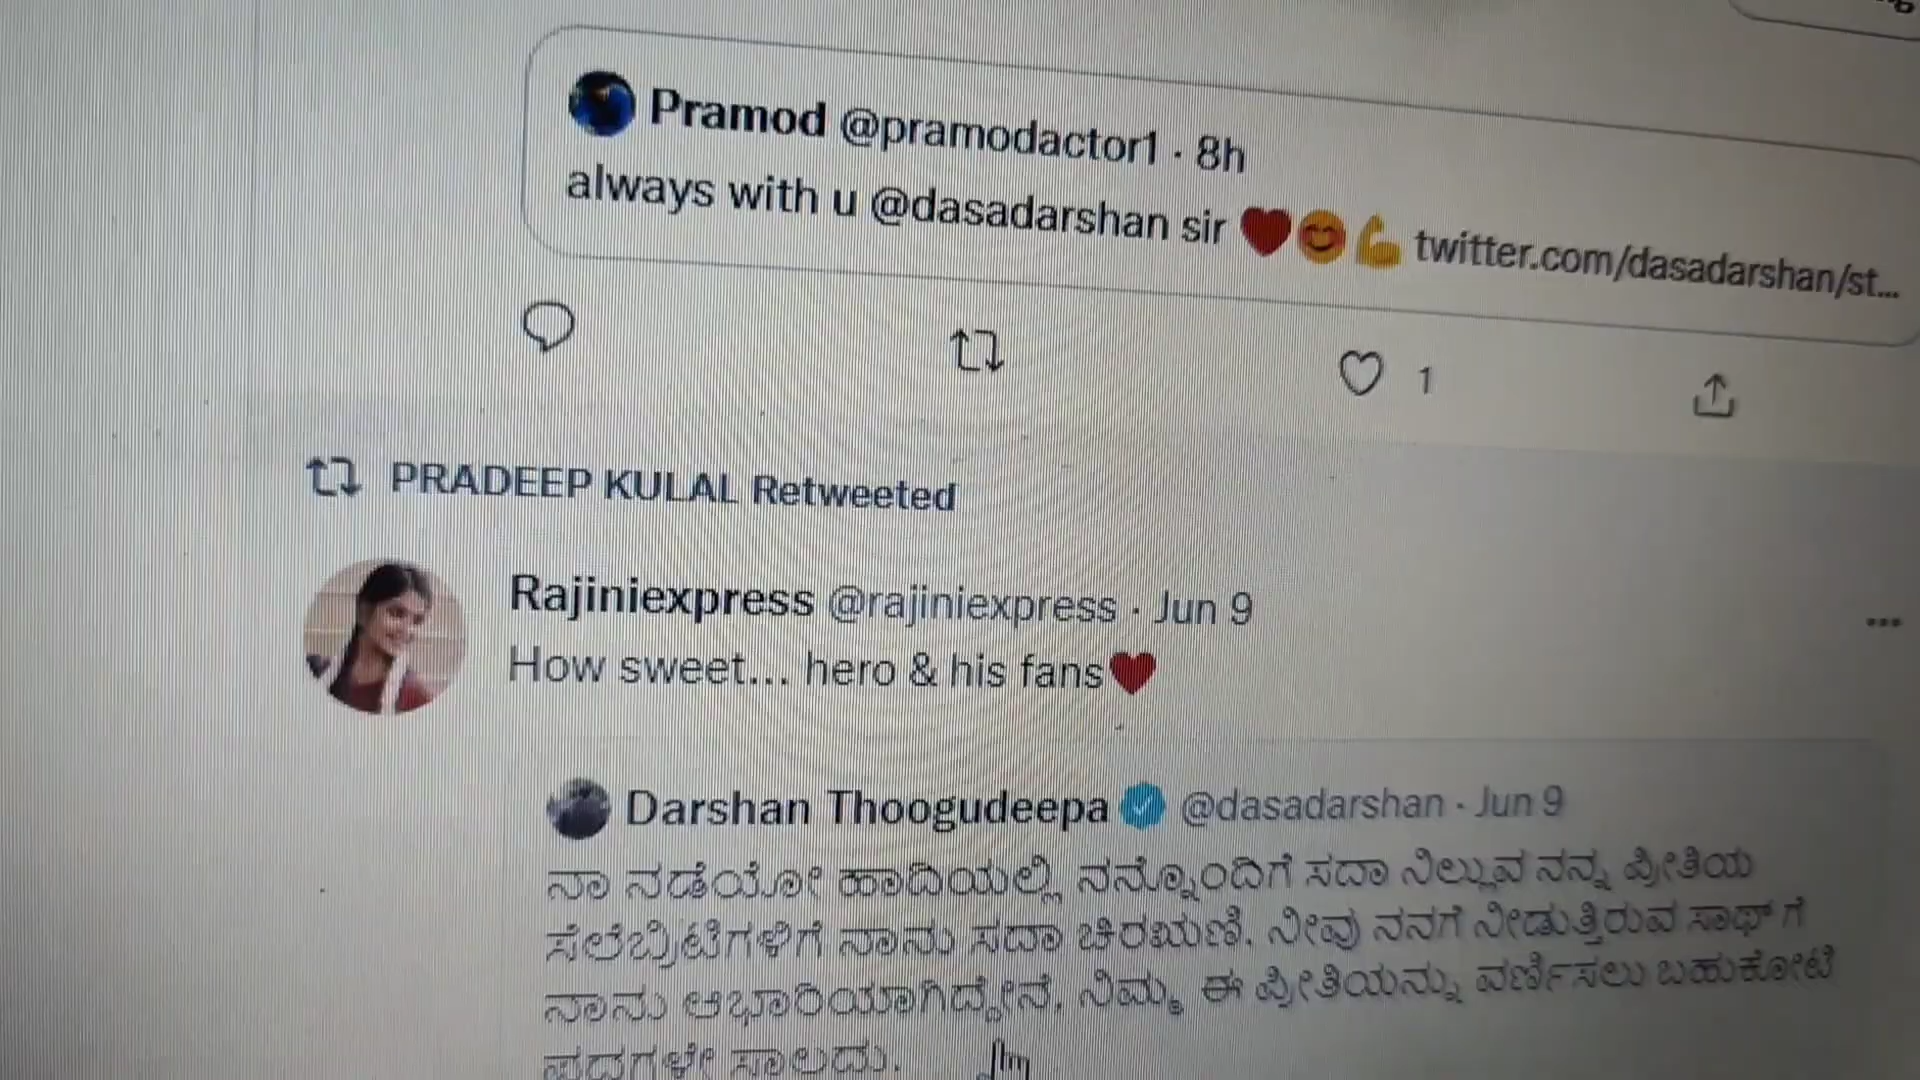 Pramod @pramodactor1 · 8h
always with u @dasadarshan sir ❤️😊💪 twitter.com/dasadarshan/st...
1
PRADEEP KULAL Retweeted
Rajiniexpress @rajiniexpress · Jun 9
How sweet... hero & his fans❤️
Darshan Thoogudeepa @dasadarshan · Jun 9
ನಾ ನಡೆಯೋ ಹಾದಿಯಲ್ಲಿ ನನ್ನೊಂದಿಗೆ ಸದಾ ನಿಲ್ಲುವ ನನ್ನ ಪ್ರೀತಿಯ
ಸೆಲೆಬ್ರಿಟಿಗಳಿಗೆ ನಾನು ಸದಾ ಚಿರಋಣಿ. ನೀವು ನನಗೆ ನೀಡುತ್ತಿರುವ ಸಾಥ್ ಗೆ
ನಾನು ಆಭಾರಿಯಾಗಿದ್ದೇನೆ. ನಿಮ್ಮ ಈ ಪ್ರೀತಿಯನ್ನು ವರ್ಣಿಸಲು ಬಹುಕೋಟಿ
ಪದಗಳೇ ಸಾಲದು.